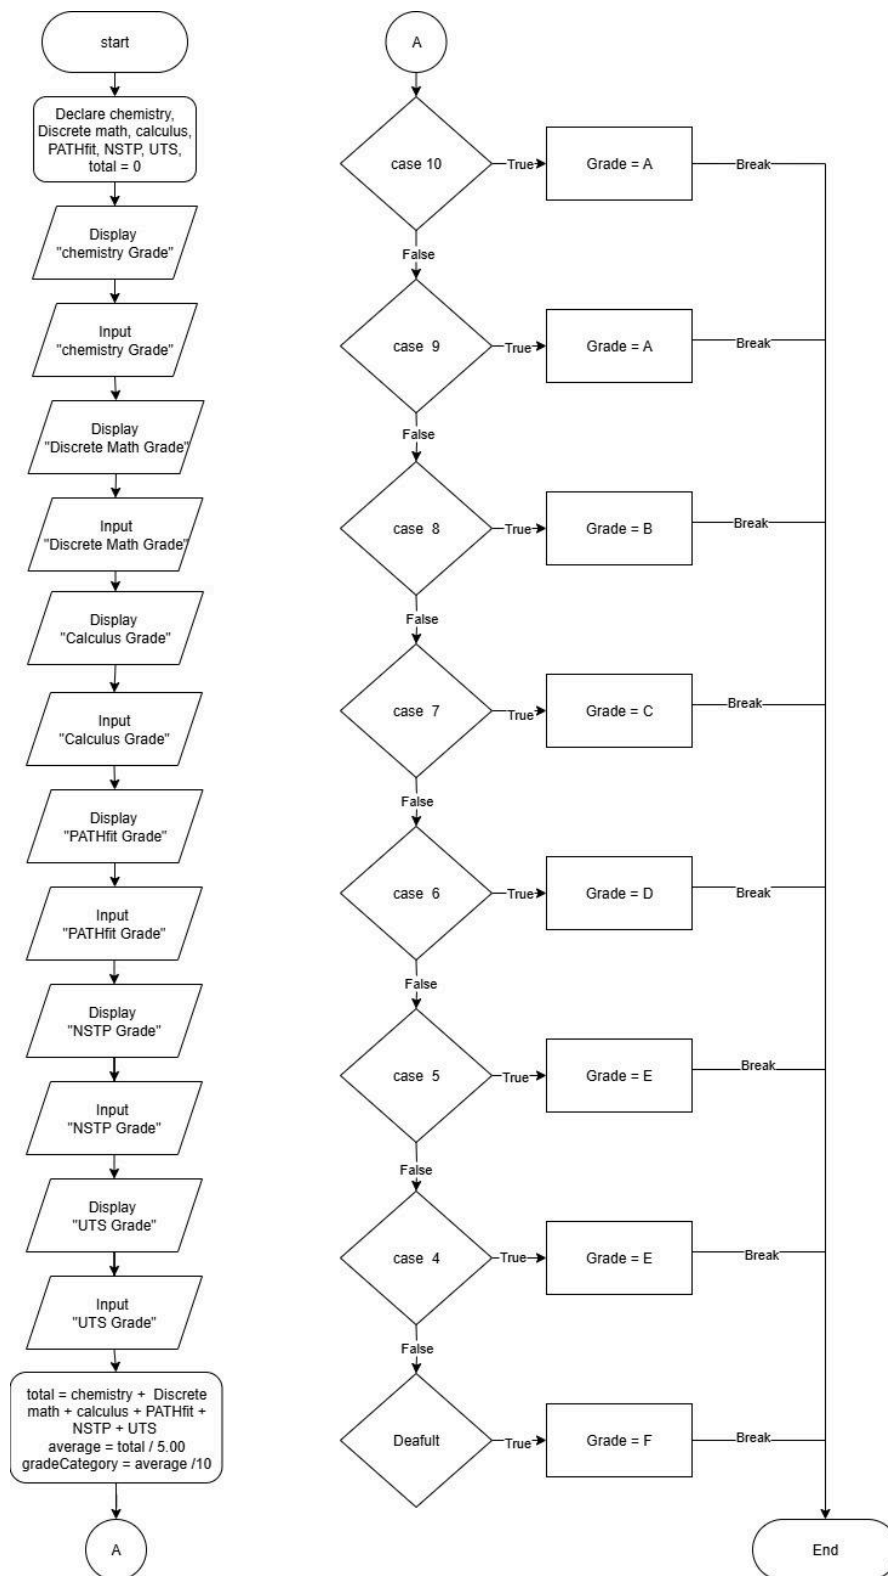 start
Declare chemistry,
Discrete math, calculus,
PATHfit, NSTP, UTS,
total = 0
Display
"chemistry Grade"
Input
"chemistry Grade"
Display
"Discrete Math Grade"
Input
"Discrete Math Grade"
Display
"Calculus Grade"
Input
"Calculus Grade"
Display
"PATHfit Grade"
Input
"PATHfit Grade"
Display
"NSTP Grade"
Input
"NSTP Grade"
Display
"UTS Grade"
Input
"UTS Grade"
total = chemistry + Discrete
math + calculus + PATHfit +
NSTP + UTS
average = total / 5.00
gradeCategory = average /10
A
A
case 10
True
Grade = A
Break
False
case 9
True
Grade = A
Break
False
case 8
True
Grade = B
Break
False
case 7
True
Grade = C
Break
False
case 6
True
Grade = D
Break
False
case 5
True
Grade = E
Break
False
case 4
True
Grade = E
Break
False
Deafult
True
Grade = F
Break
End